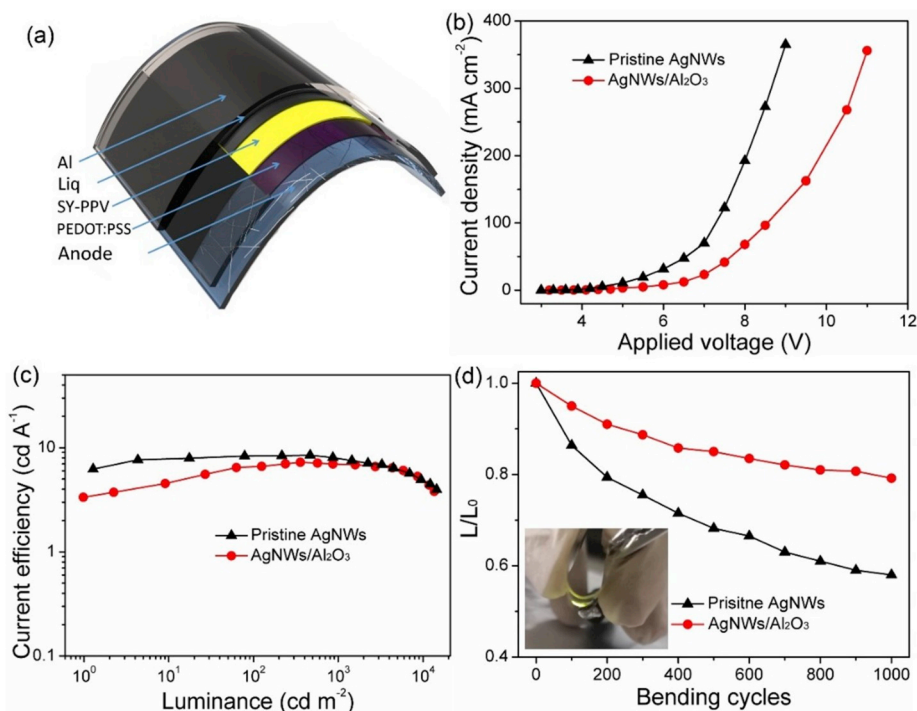 (a)
Al
Liq
SY-PPV
PEDOT:PSS
Anode
(b)
400
300
200
100
0
Current density (mA cm⁻²)
Pristine AgNWs
AgNWs/Al₂O₃
4 6 8 10 12
Applied voltage (V)
(c)
10
1
0.1
Current efficiency (cd A⁻¹)
Pristine AgNWs
AgNWs/Al₂O₃
10⁰ 10¹ 10² 10³ 10⁴
Luminance (cd m⁻²)
(d)
1.0
0.8
0.6
0.4
L/L₀
Prisitne AgNWs
AgNWs/Al₂O₃
0 200 400 600 800 1000
Bending cycles